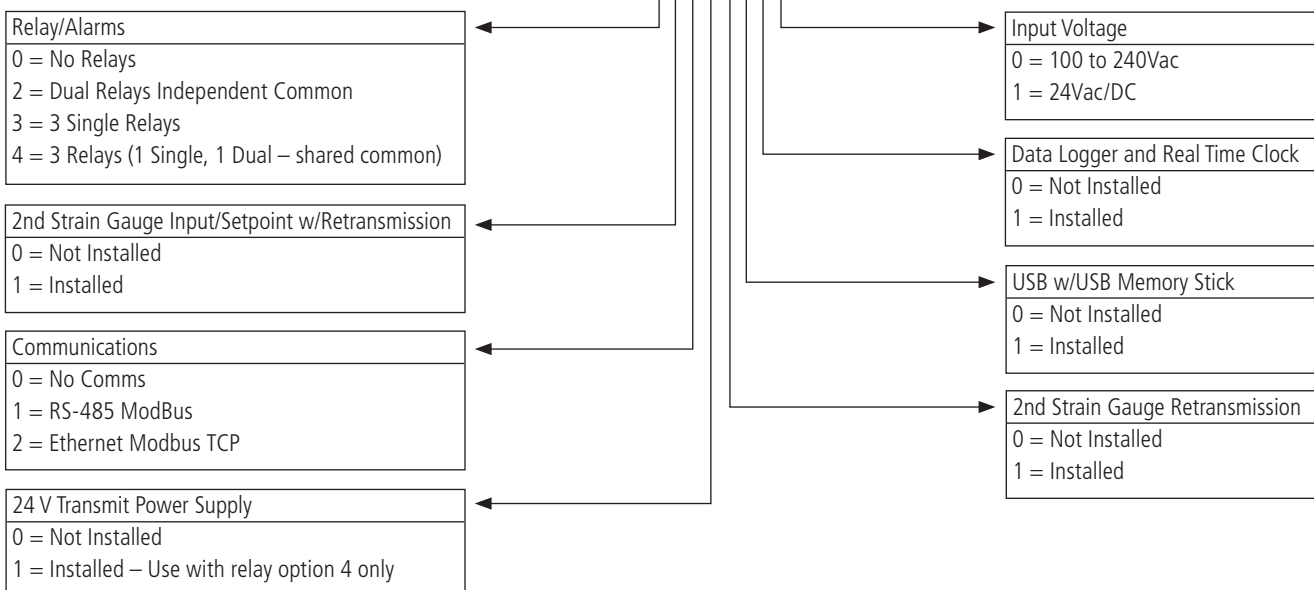 Relay/Alarms
0 = No Relays
2 = Dual Relays Independent Common
3 = 3 Single Relays
4 = 3 Relays (1 Single, 1 Dual – shared common)
2nd Strain Gauge Input/Setpoint w/Retransmission
0 = Not Installed
1 = Installed
Communications
0 = No Comms
1 = RS-485 ModBus
2 = Ethernet Modbus TCP
24 V Transmit Power Supply
0 = Not Installed
1 = Installed – Use with relay option 4 only
Input Voltage
0 = 100 to 240Vac
1 = 24Vac/DC
Data Logger and Real Time Clock
0 = Not Installed
1 = Installed
USB w/USB Memory Stick
0 = Not Installed
1 = Installed
2nd Strain Gauge Retransmission
0 = Not Installed
1 = Installed